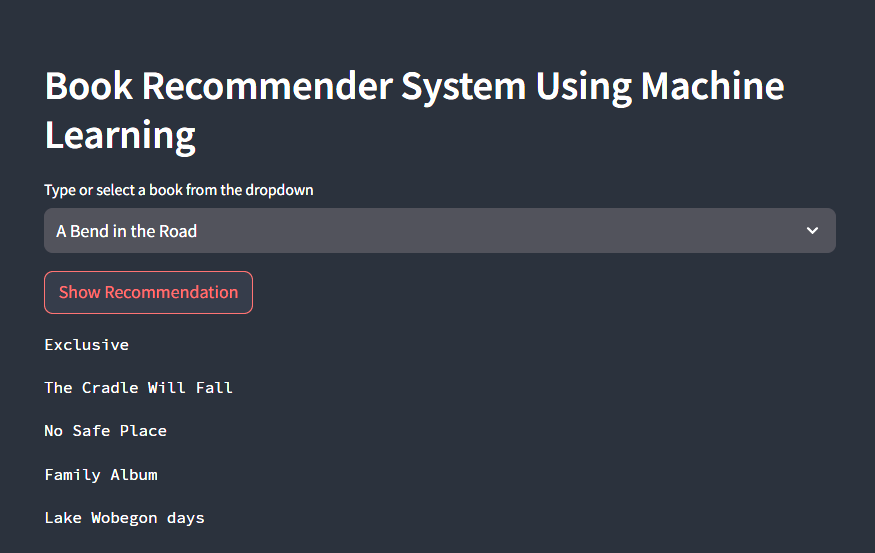 Book Recommender System Using Machine
Learning
Type or select a book from the dropdown
A Bend in the Road
Show Recommendation
Exclusive
The Cradle Will Fall
No Safe Place
Family Album
Lake Wobegon days